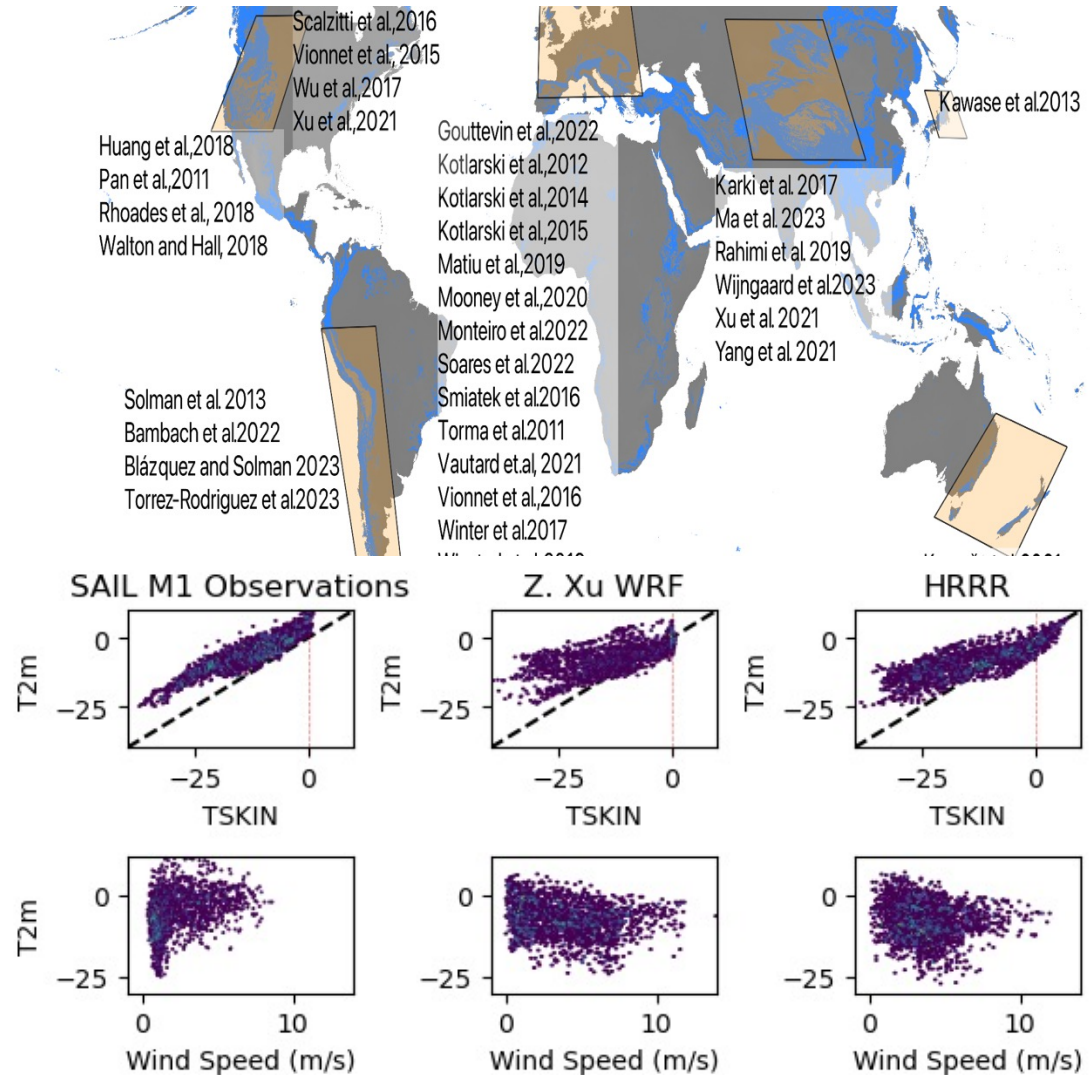 Scalzitti et al.,2016
Vionnet et al., 2015
Wu et al.,2017
Xu et al.,2021
Huang et al.,2018
Pan et al.,2011
Rhoades et al., 2018
Walton and Hall, 2018
Solman et al. 2013
Bambach et al.2022
Blázquez and Solman 2023
Torrez-Rodriguez et al.2023
Gouttevin et al.,2022
Kotlarski et al.,2012
Kotlarski et al.,2014
Kotlarski et al.,2015
Matiu et al.,2019
Mooney et al.,2020
Monteiro et al.2022
Soares et al.2022
Smiatek et al.2016
Torma et al.2011
Vautard et.al, 2021
Vionnet et al.,2016
Winter et al.2017
Karki et al. 2017
Ma et al. 2023
Rahimi et al. 2019
Wijngaard et al.2023
Xu et al. 2021
Yang et al. 2021
Kawase et al.2013
SAIL M1 Observations
Z. Xu WRF
HRRR
T2m
0
−25
−25 0
TSKIN
T2m
0
−25
−25 0
TSKIN
T2m
0
−25
−25 0
TSKIN
T2m
0
−25
0 10
Wind Speed (m/s)
0
−25
0 10
Wind Speed (m/s)
0
−25
0 10
Wind Speed (m/s)